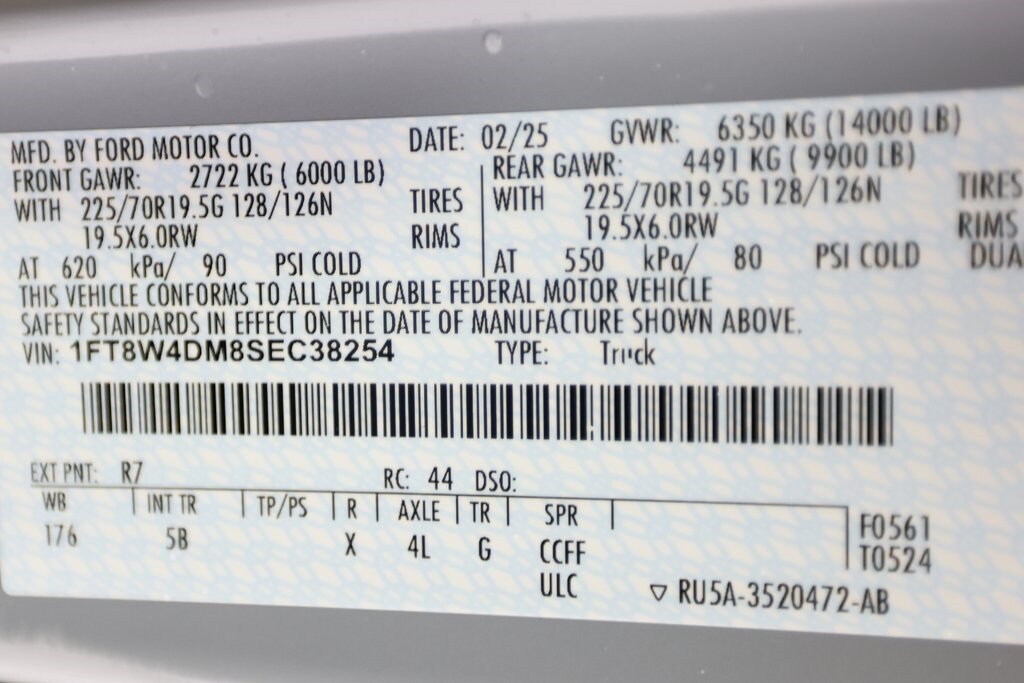 MFD. BY FORD MOTOR CO. DATE: 02/25 GVWR: 6350 KG (14000 LB)
FRONT GAWR: 2722 KG ( 6000 LB) REAR GAWR: 4491 KG ( 9900 LB)
WITH 225/70R19.5G 128/126N TIRES WITH 225/70R19.5G 128/126N TIRES
19.5X6.0RW RIMS 19.5X6.0RW RIMS
AT 620 kPa/ 90 PSI COLD AT 550 kPa/ 80 PSI COLD DUA
THIS VEHICLE CONFORMS TO ALL APPLICABLE FEDERAL MOTOR VEHICLE
SAFETY STANDARDS IN EFFECT ON THE DATE OF MANUFACTURE SHOWN ABOVE.
VIN: 1FT8W4DM8SEC38254 TYPE: Truck
EXT PNT: R7 RC: 44 DSO:
WB INT TR TP/PS R AXLE TR SPR F0561
176 5B X 4L G CCFF T0524
ULC ▽ RU5A-3520472-AB